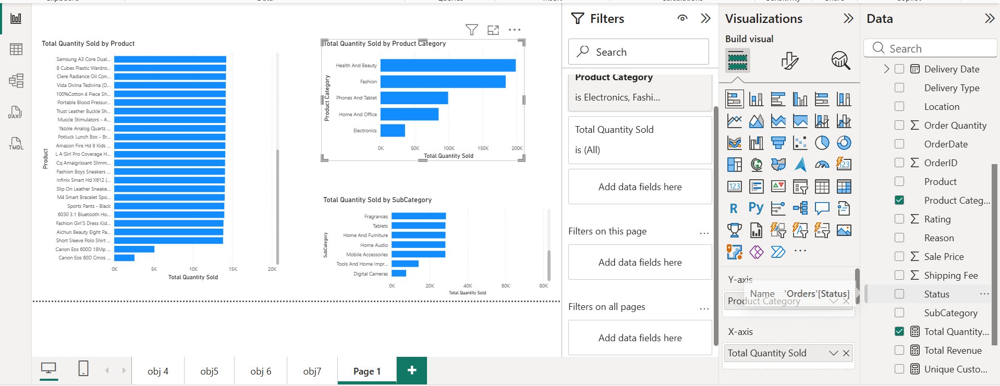 Data
Total Quantity Sold by Product
Product
Samsung A3 Core Dual...
8 Cubes Plastic Wardro...
Clere Radiance Oil Con...
Vida Divina Tedivina (D...
100%Cotton 4 Piece Sh...
Portable Blood Pressur...
Trust Leather Buckle Sh...
Muscle Stimulators - A...
Yazole Analog Quartz ...
Potluck Lunch Box - Br...
Amazon Fire Hd 8 Kids ...
L A Girl Pro Coverage H...
Cq Amaigrissant Slimm...
Fashion Boys Sneakers ...
Infinix Smart Hd X612 (...
Slip On Leather Sneake...
M4 Smart Bracelet Spo...
Sports Pants - Black
6030 3.1 Bluetooth Ho...
Fashion Girl'S Dress Kid...
Aichun Beauty Eight Pa...
Short Sleeve Polo Shirt ...
Canon Eos 600D 18Mp ...
Canon Eos 60D Cmos ...
0K 5K 10K 15K 20K
Total Quantity Sold
Total Quantity Sold by Product Category
Product Category
Health And Beauty
Fashion
Phones And Tablet
Home And Office
Electronics
0K 50K 100K 150K 200K
Total Quantity Sold
Total Quantity Sold by SubCategory
SubCategory
Fragrances
Tablets
Home And Furniture
Home Audio
Mobile Accessories
Tools And Home Impr...
Digital Cameras
0K 20K 40K 60K 80K
Total Quantity Sold
DAX
TMDL
obj 4
obj5
obj 6
obj7
Page 1
Filters
Search
Product Category
is Electronics, Fashi...
Total Quantity Sold
is (All)
Add data fields here
Filters on this page
...
Add data fields here
Filters on all pages
...
Add data fields here
Visualizations
Build visual
123
123
R
Py
...
Y-axis
Name 'Orders'[Status]
Product Category
X-axis
Total Quantity Sold
Data
Search
Delivery Date
Delivery Type
Location
Order Quantity
OrderDate
OrderID
Product
Product Categ...
Rating
Reason
Sale Price
Shipping Fee
Status ...
SubCategory
Total Quantity...
Total Revenue
Unique Custo...